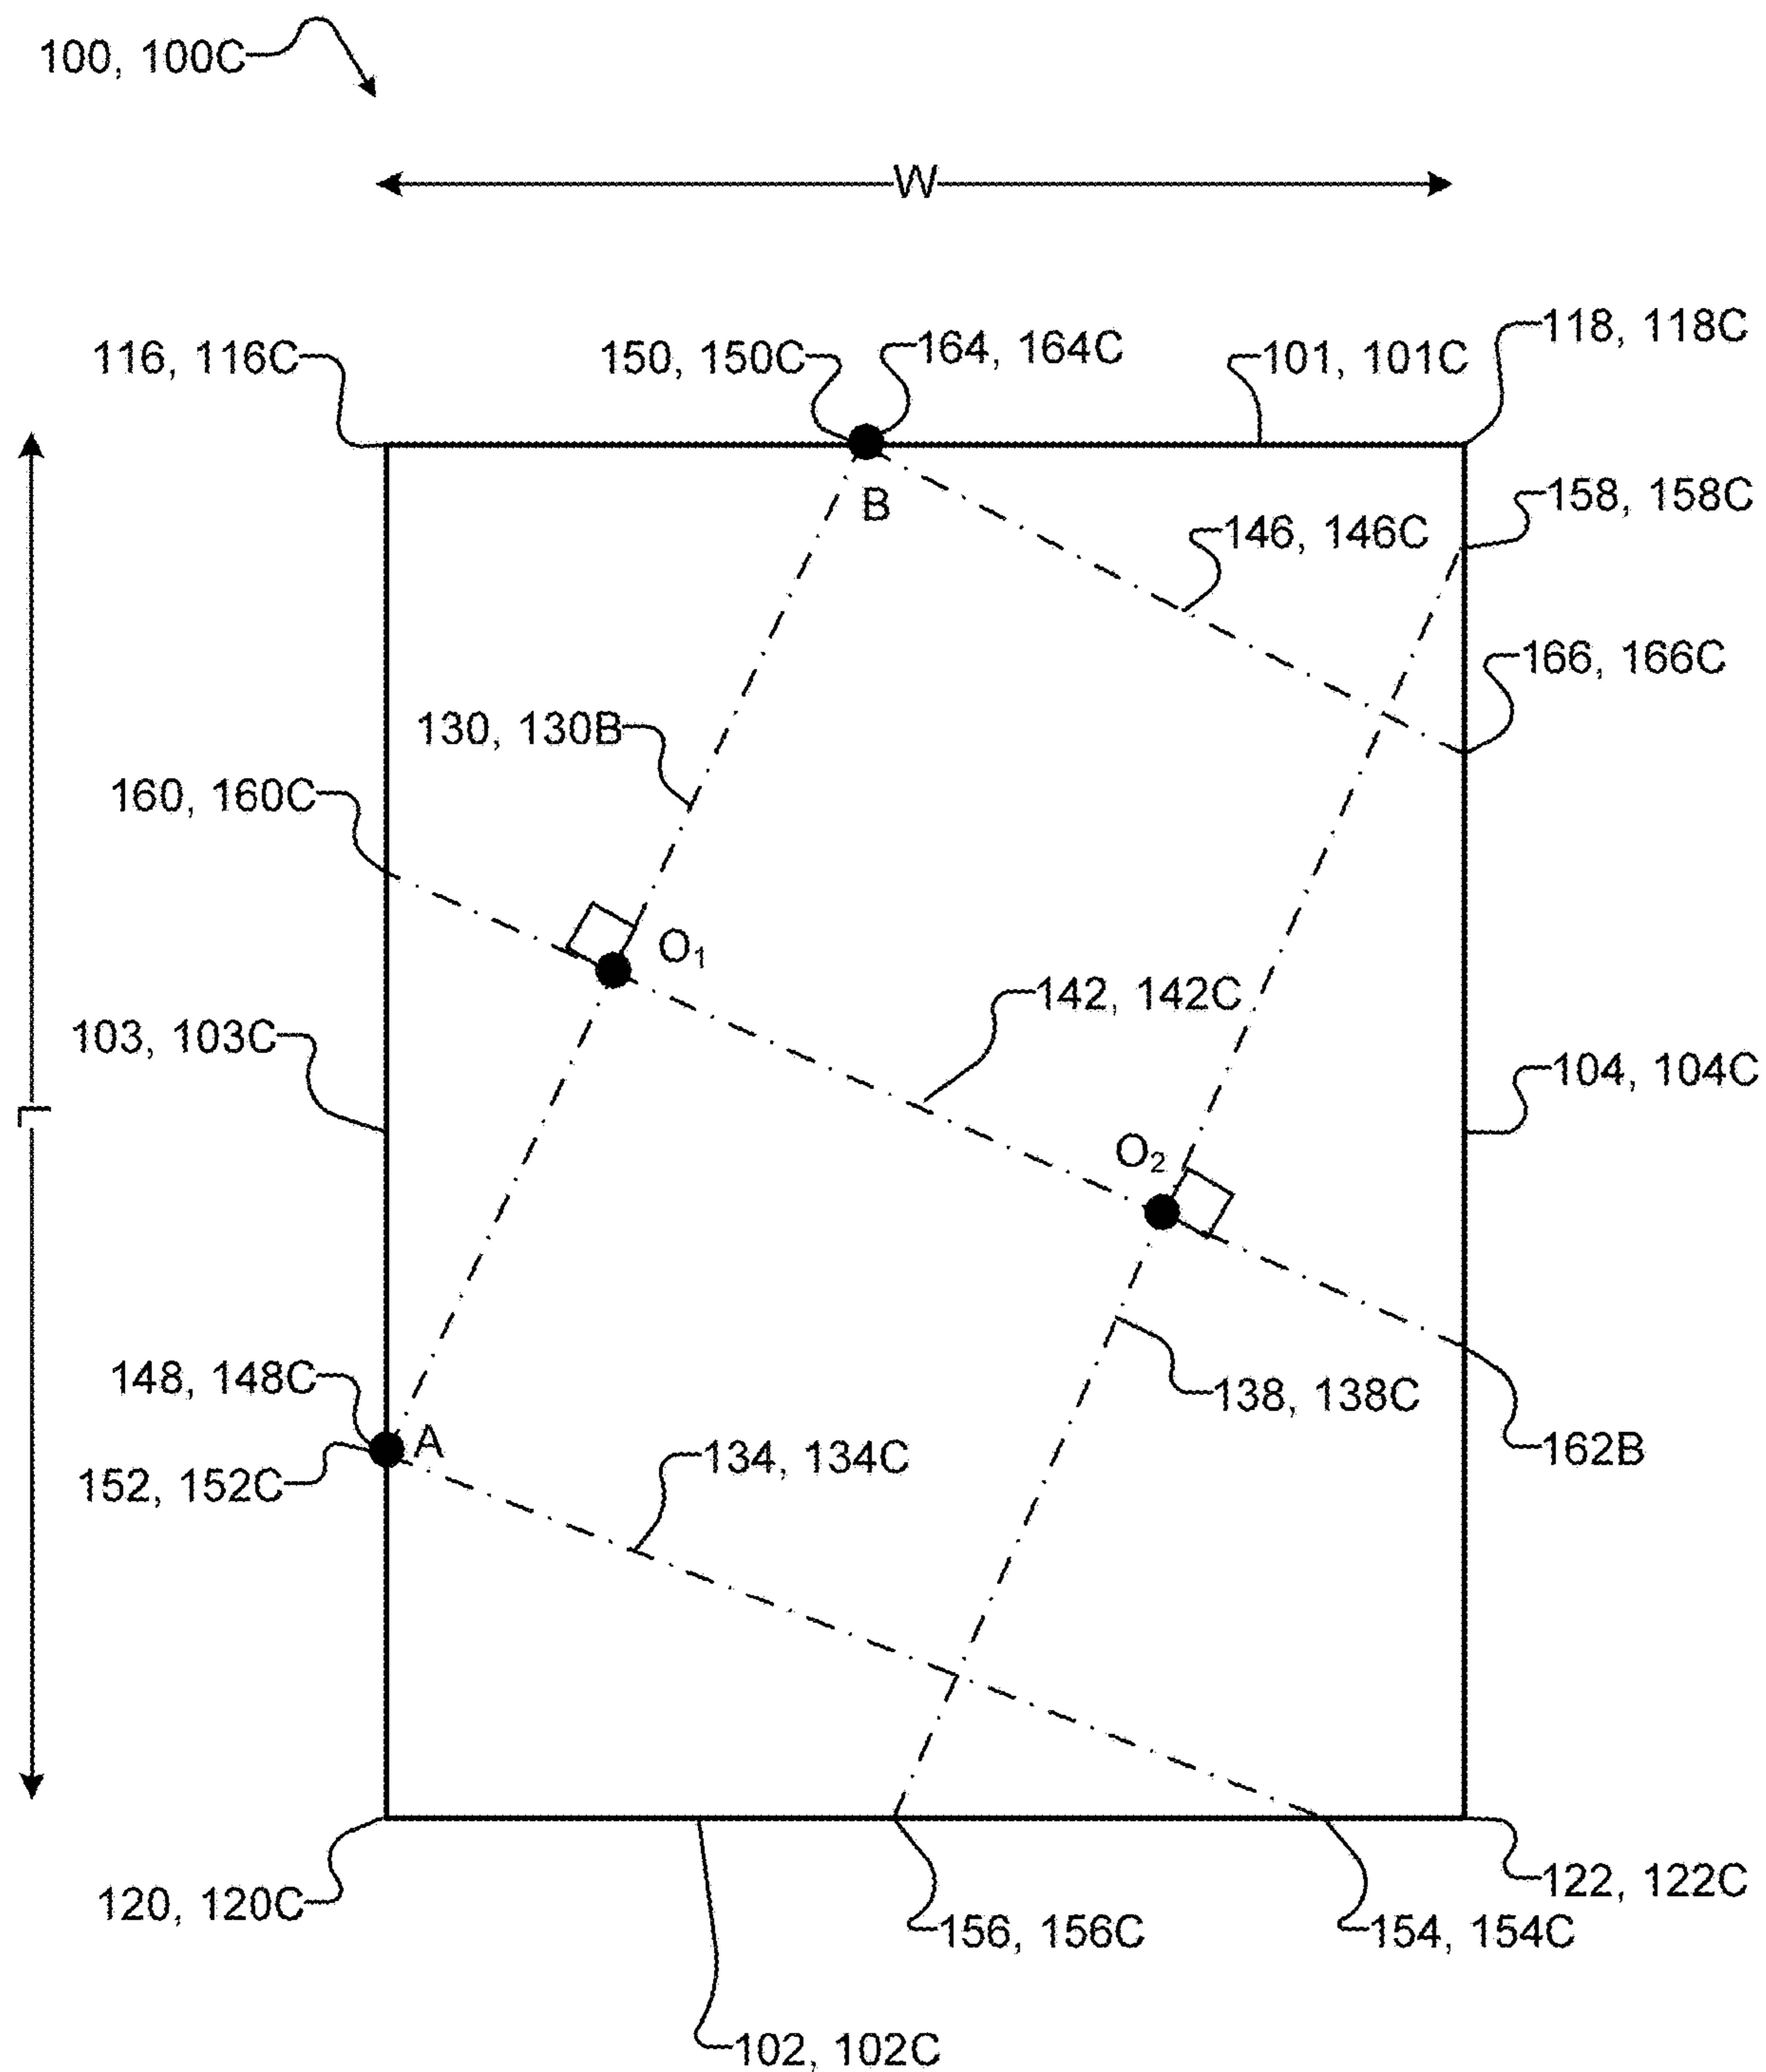 100, 100C
W
116, 116C
150, 150C
164, 164C
101, 101C
118, 118C
B
158, 158C
146, 146C
166, 166C
130, 130B
160, 160C
O₁
142, 142C
103, 103C
104, 104C
L
O₂
148, 148C
138, 138C
A
134, 134C
162B
152, 152C
120, 120C
122, 122C
156, 156C
154, 154C
102, 102C